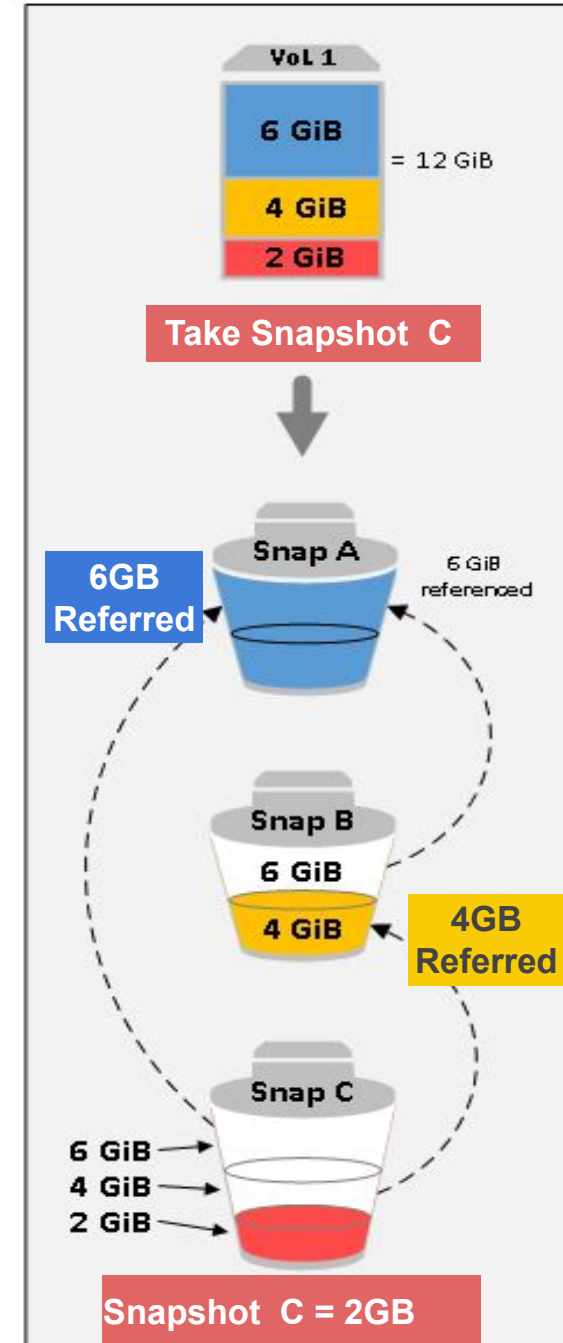 VoL 1
6 GiB
= 12 GiB
4 GiB
2 GiB
Take Snapshot C
Snap A
6GB
Referred
6 GiB
referenced
Snap B
6 GiB
4 GiB
4GB
Referred
Snap C
6 GiB
4 GiB
2 GiB
Snapshot C = 2GB